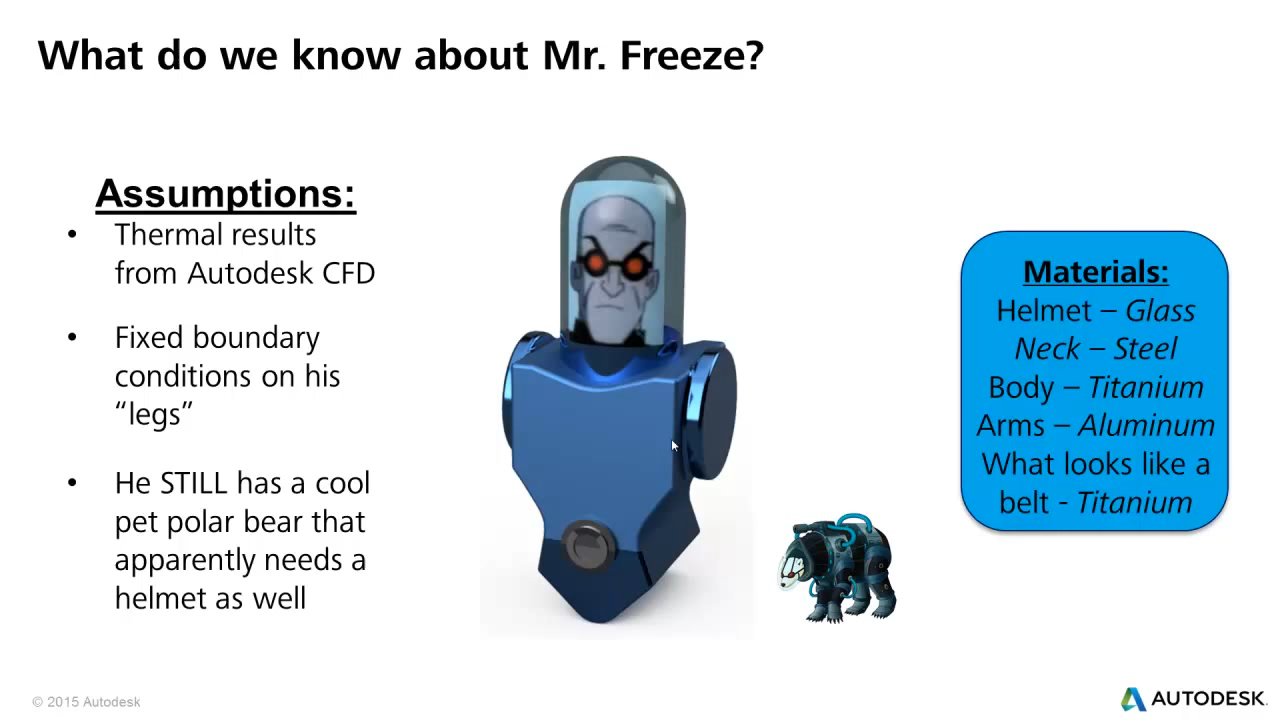 What do we know about Mr. Freeze?
Assumptions:
• Thermal results
from Autodesk CFD
• Fixed boundary
conditions on his
“legs”
• He STILL has a cool
pet polar bear that
apparently needs a
helmet as well
Materials:
Helmet – Glass
Neck – Steel
Body – Titanium
Arms – Aluminum
What looks like a
belt - Titanium
© 2015 Autodesk
AUTODESK.